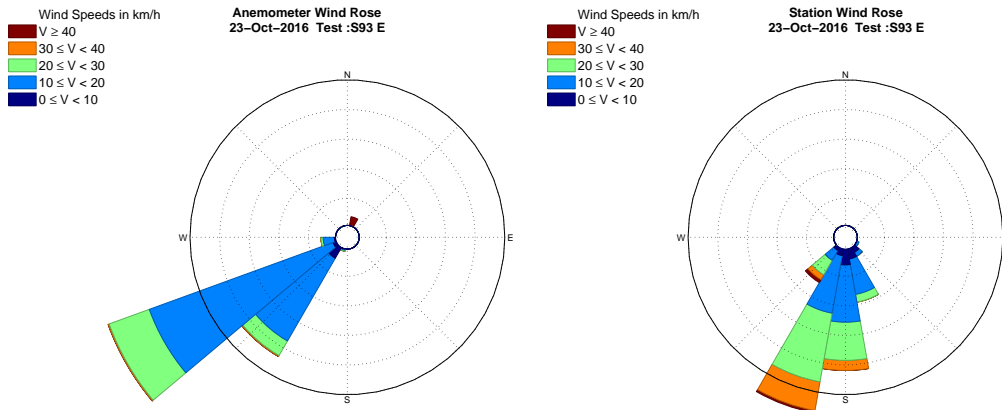 Wind Speeds in km/h
V ≥ 40
30 ≤ V < 40
20 ≤ V < 30
10 ≤ V < 20
0 ≤ V < 10
Anemometer Wind Rose
23−Oct−2016 Test :S93 E
N
W
E
S
Wind Speeds in km/h
V ≥ 40
30 ≤ V < 40
20 ≤ V < 30
10 ≤ V < 20
0 ≤ V < 10
Station Wind Rose
23−Oct−2016 Test :S93 E
N
W
E
S